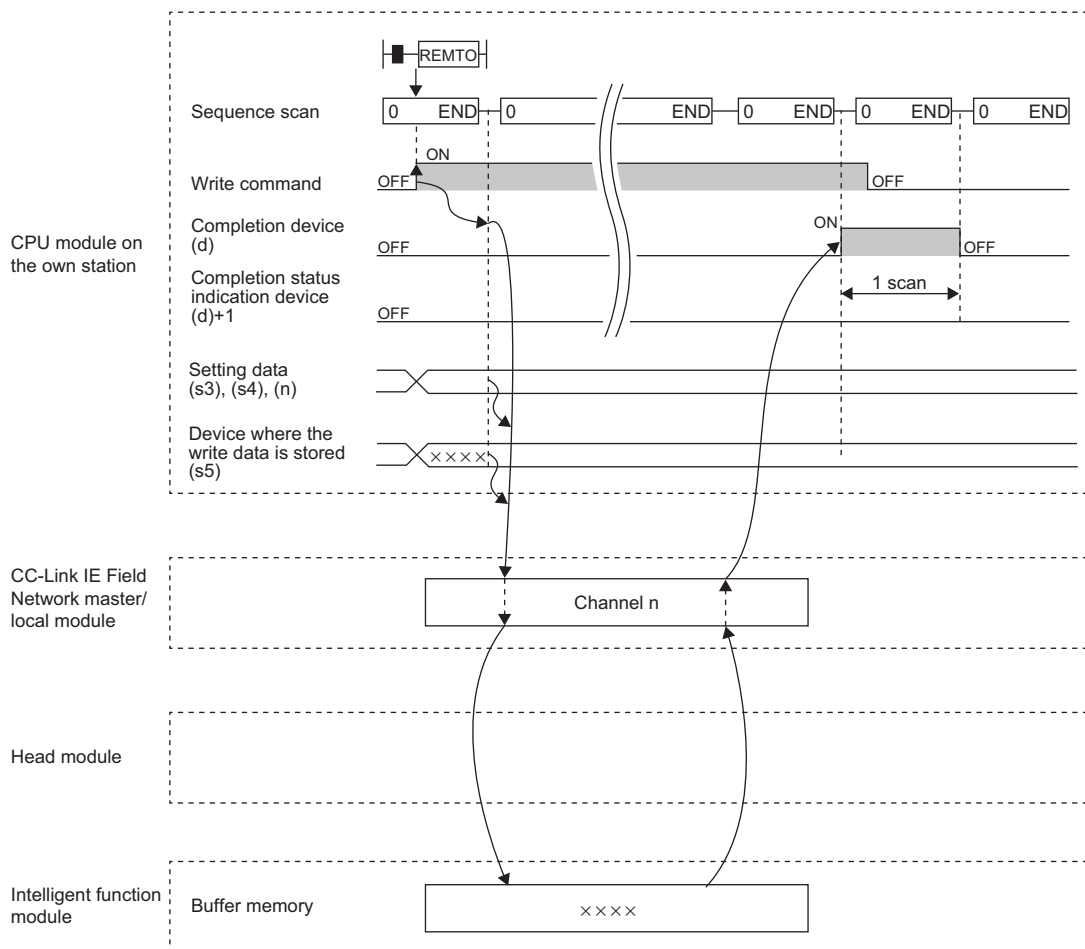 REMTO
Sequence scan
0 END 0 END 0 END 0 END 0 END
ON
Write command
OFF
OFF
Completion device
(d)
ON
OFF
OFF
CPU module on
the own station
Completion status
indication device
(d)+1
1 scan
OFF
Setting data
(s3), (s4), (n)
Device where the
write data is stored
(s5)
××××
CC-Link IE Field
Network master/
local module
Channel n
Head module
Intelligent function
module
Buffer memory
××××